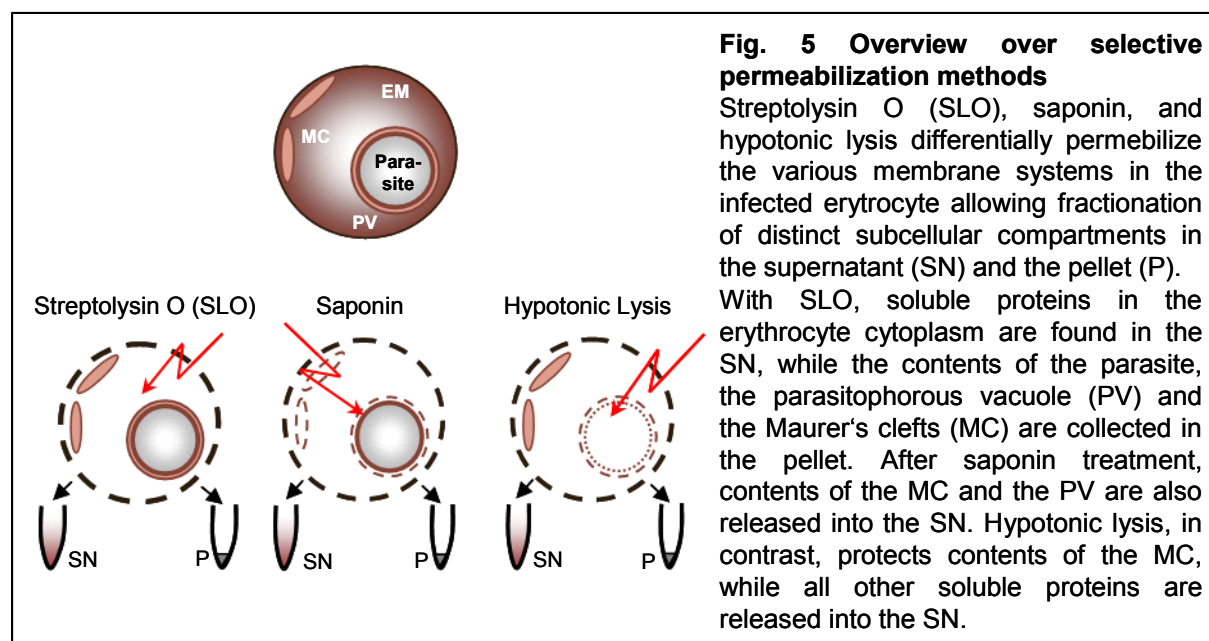 EM
MC
Para-
site
PV
Streptolysin O (SLO)
Saponin
Hypotonic Lysis
SN
P
SN
P
SN
P
Fig. 5 Overview over selective
permeabilization methods
Streptolysin O (SLO), saponin, and
hypotonic lysis differentially permebilize
the various membrane systems in the
infected erytrocyte allowing fractionation
of distinct subcellular compartments in
the supernatant (SN) and the pellet (P).
With SLO, soluble proteins in the
erythrocyte cytoplasm are found in the
SN, while the contents of the parasite,
the parasitophorous vacuole (PV) and
the Maurer‘s clefts (MC) are collected in
the pellet. After saponin treatment,
contents of the MC and the PV are also
released into the SN. Hypotonic lysis, in
contrast, protects contents of the MC,
while all other soluble proteins are
released into the SN.